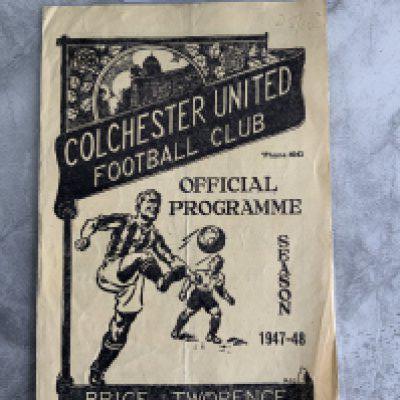 COLCHESTER UNITED
FOOTBALL CLUB
OFFICIAL
PROGRAMME
SEASON
1947-48
PRICE TWOPENCE